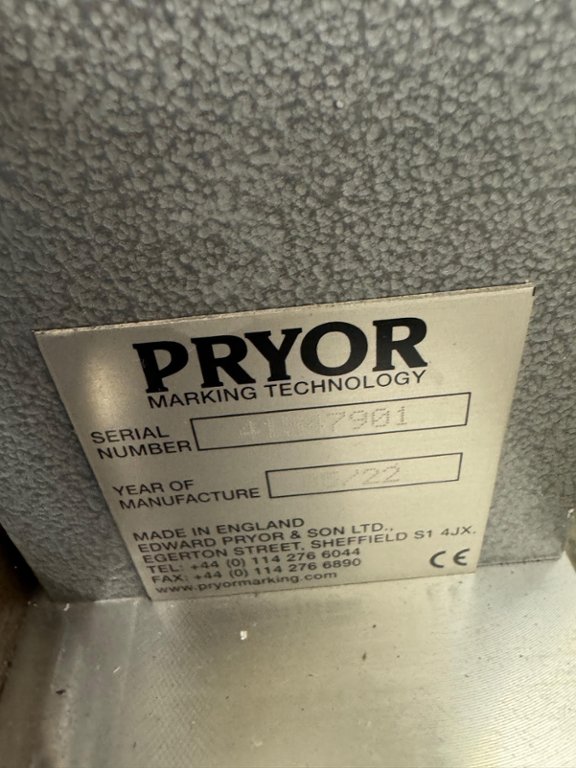 PRYOR
MARKING TECHNOLOGY
SERIAL
NUMBER
YEAR OF
MANUFACTURE
MADE IN ENGLAND
EDWARD PRYOR & SON LTD.,
EGERTON STREET, SHEFFIELD S1 4JX.
TEL: +44 (0) 114 276 6044
FAX: +44 (0) 114 276 6890
www.pryormarking.com
CE